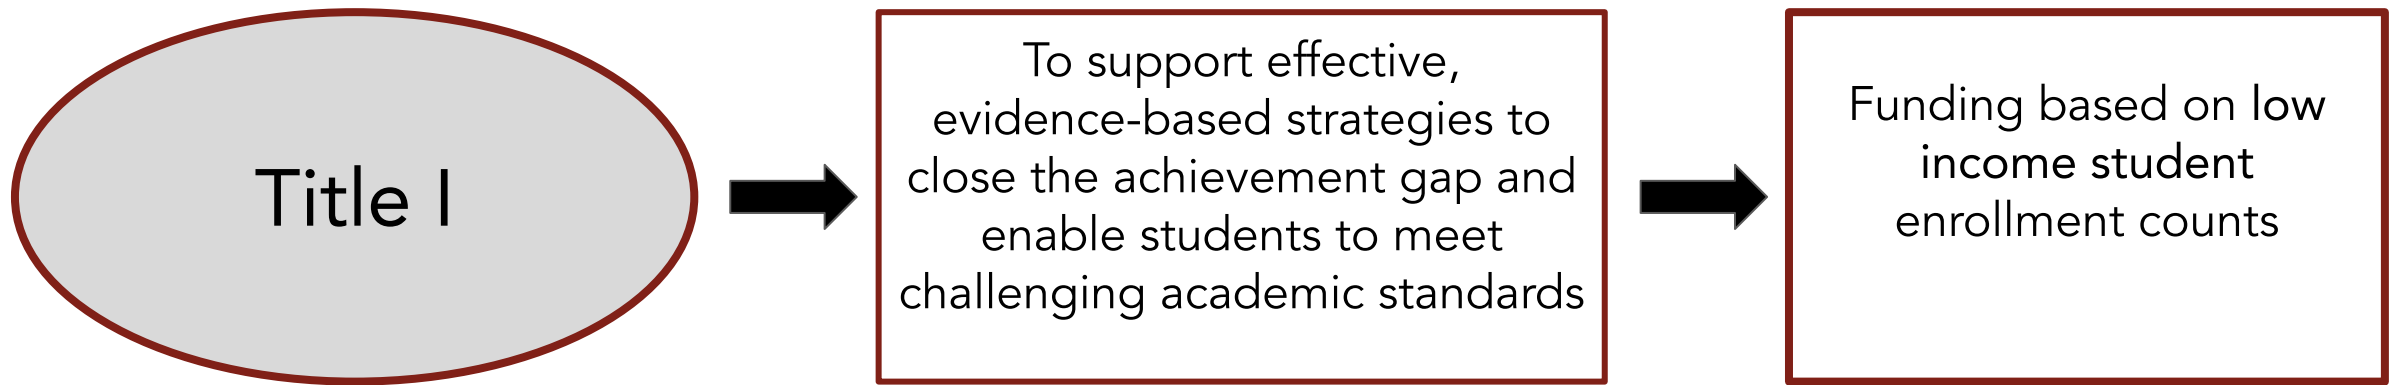 Title I
To support effective,
evidence-based strategies to
close the achievement gap and
enable students to meet
challenging academic standards
Funding based on low
income student
enrollment counts